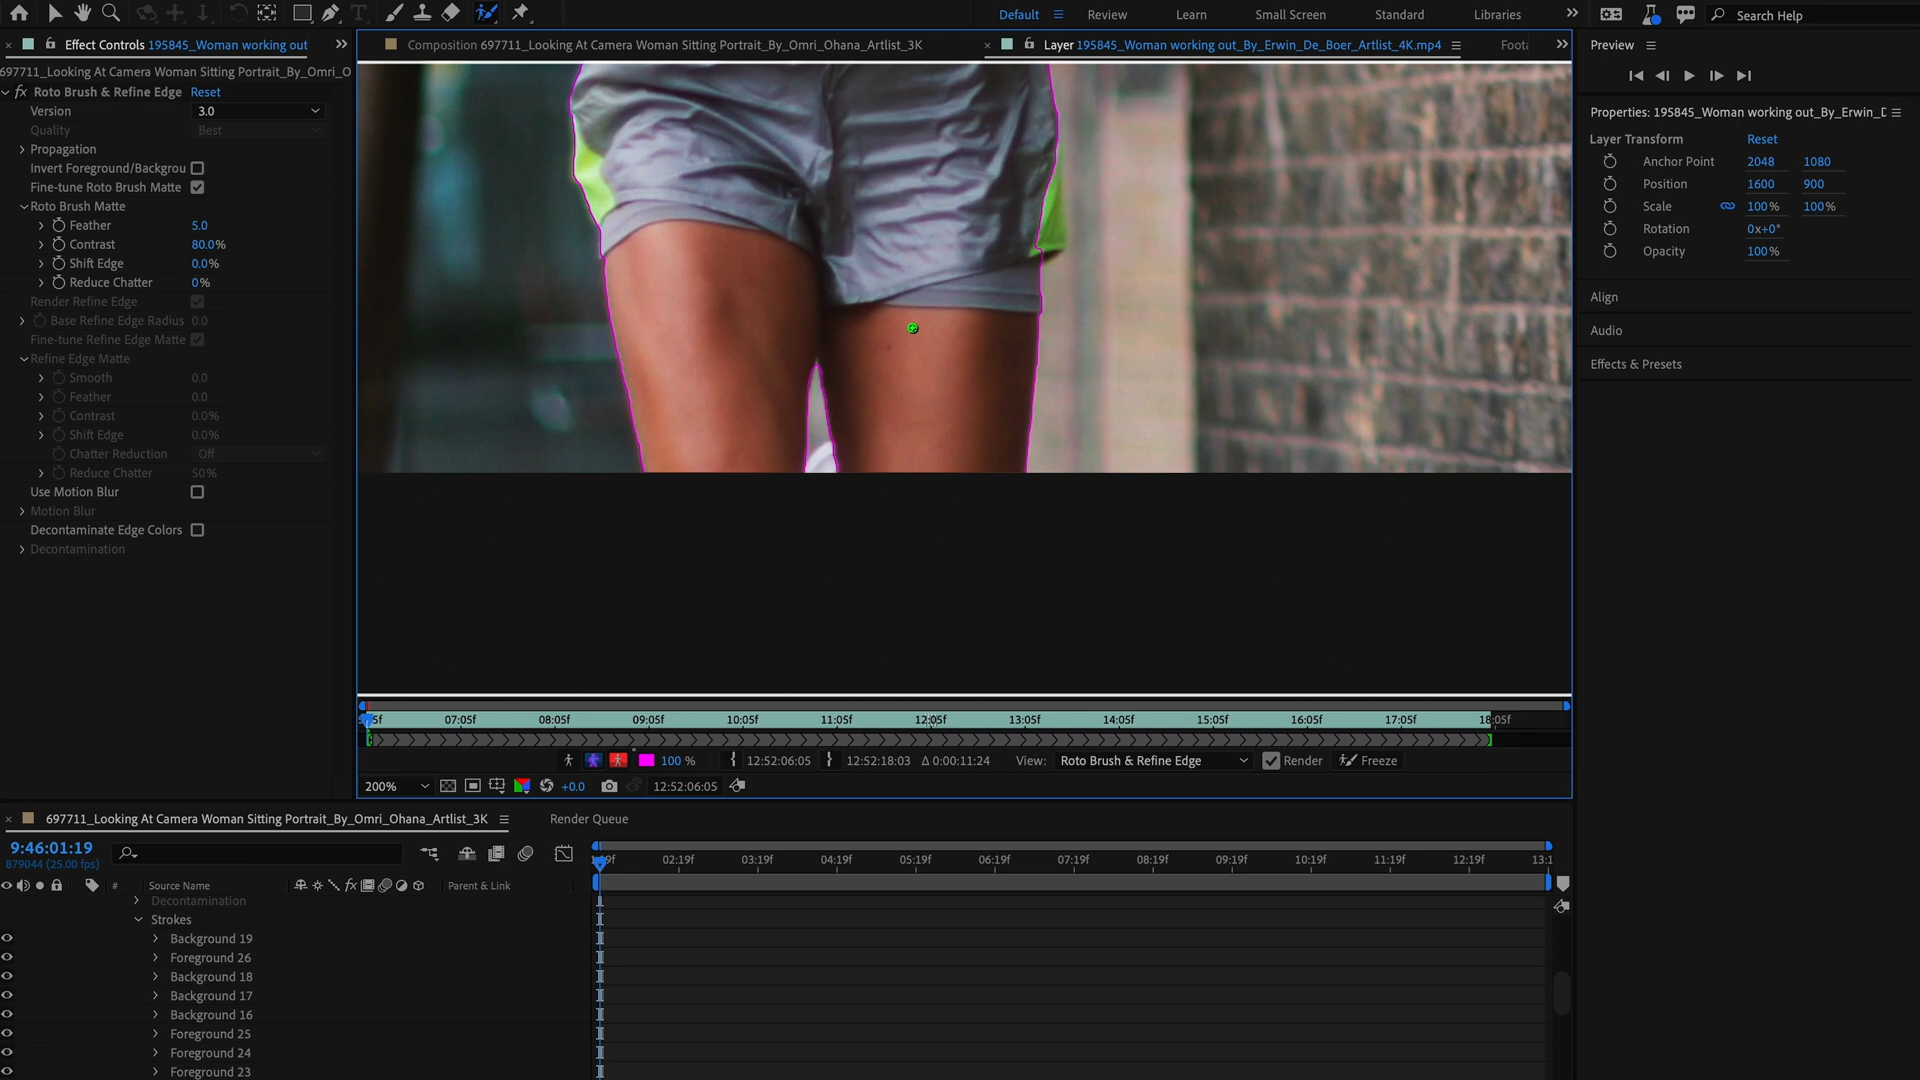 Default
Review
Learn
Small Screen
Standard
Libraries
Search Help
Effect Controls 195845_Woman working out
Composition 697711_Looking At Camera Woman Sitting Portrait_By_Omri_Ohana_Artlist_3K
Layer 195845_Woman working out_By_Erwin_De_Boer_Artlist_4K.mp4
Preview
697711_Looking At Camera Woman Sitting Portrait_By_Omri_O
Roto Brush & Refine Edge Reset
Version 3.0
Quality Best
Propagation
Invert Foreground/Backgrou
Fine-tune Roto Brush Matte
Roto Brush Matte
Feather 5.0
Contrast 80.0%
Shift Edge 0.0%
Reduce Chatter 0%
Render Refine Edge
Base Refine Edge Radius 0.0
Fine-tune Refine Edge Matte
Refine Edge Matte
Smooth 0.0
Feather 0.0
Contrast 0.0%
Shift Edge 0.0%
Chatter Reduction Off
Reduce Chatter 50%
Use Motion Blur
Motion Blur
Decontaminate Edge Colors
Decontamination
Properties: 195845_Woman working out_By_Erwin_D
Layer Transform Reset
Anchor Point 2048 1080
Position 1600 900
Scale 100% 100%
Rotation 0x+0°
Opacity 100%
Align
Audio
Effects & Presets
07:05f 08:05f 09:05f 10:05f 11:05f 12:05f 13:05f 14:05f 15:05f 16:05f 17:05f 18:05f
100 % 12:52:06:05 12:52:18:03 Δ 0:00:11:24 View: Roto Brush & Refine Edge Render Freeze
200% +0.0 12:52:06:05
697711_Looking At Camera Woman Sitting Portrait_By_Omri_Ohana_Artlist_3K
Render Queue
9:46:01:19
879044 (25.00 fps)
02:19f 03:19f 04:19f 05:19f 06:19f 07:19f 08:19f 09:19f 10:19f 11:19f 12:19f 13:1
# Source Name fx Parent & Link
Decontamination
Strokes
Background 19
Foreground 26
Background 18
Background 17
Background 16
Foreground 25
Foreground 24
Foreground 23